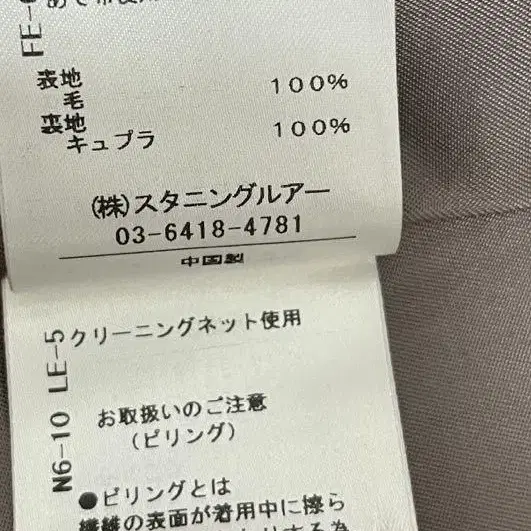 FE-
表地
毛 100%
裏地
キュプラ 100%
(株)スタニングルアー
03-6418-4781
中国製
クリーニングネット使用
N6-10 LE-5
お取扱いのご注意
(ピリング)
●ピリングとは
繊維の表面が着用中に擦ら